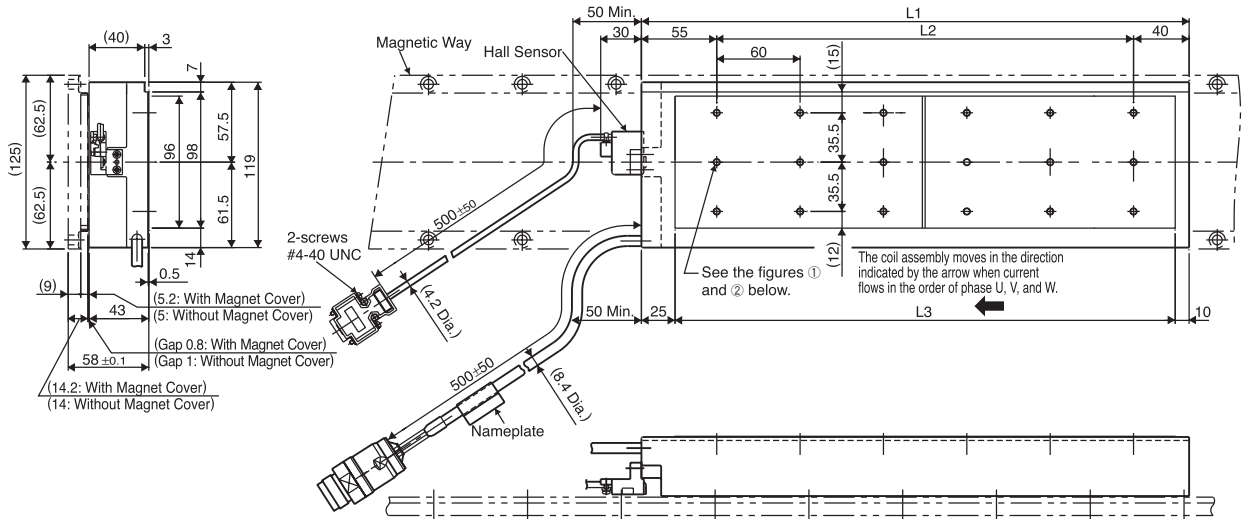 50 Min.
L1
(40)
3
Magnetic Way
30
55
L2
40
Hall Sensor
60
(15)
7
(125)
(62.5)
(62.5)
96
98
57.5
61.5
119
35.5
35.5
500±50
2-screws
#4-40 UNC
14
0.5
(12)
The coil assembly moves in the direction
indicated by the arrow when current
flows in the order of phase U, V, and W.
See the figures ①
and ② below.
(9)
(5.2: With Magnet Cover)
(5: Without Magnet Cover)
43
(4.2 Dia.)
50 Min.
25
L3
10
(Gap 0.8: With Magnet Cover)
(Gap 1: Without Magnet Cover)
58 ±0.1
(14.2: With Magnet Cover)
(14: Without Magnet Cover)
500±50
(8.4 Dia.)
Nameplate